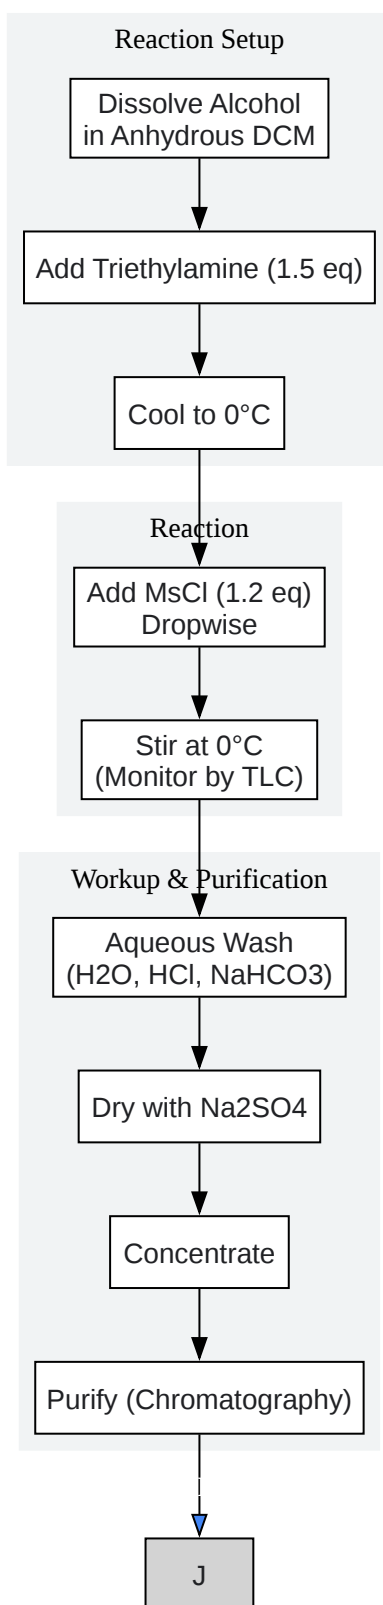 Reaction Setup
Dissolve Alcohol
in Anhydrous DCM
Add Triethylamine (1.5 eq)
Cool to 0°C
Reaction
Add MsCl (1.2 eq)
Dropwise
Stir at 0°C
(Monitor by TLC)
Workup & Purification
Aqueous Wash
(H2O, HCl, NaHCO3)
Dry with Na2SO4
Concentrate
Purify (Chromatography)
J